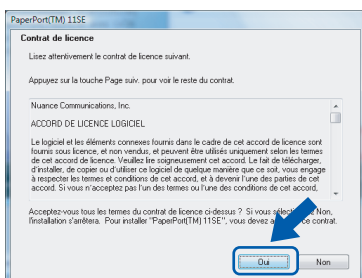 PaperPort(TM) 11SE
Contrat de licence
Lisez attentivement le contrat de licence suivant.
Appuyez sur la touche Page suiv. pour voir le reste du contrat.
Nuance Communications, Inc.
ACCORD DE LICENCE LOGICIEL
Le logiciel et les éléments connexes fournis dans le cadre de cet accord de licence sont
fournis sous licence, et non vendus, et peuvent être utilisés uniquement selon les termes
de cet accord de licence. Veuillez lire soigneusement cet accord. Le fait de télécharger,
d'installer, de copier ou d'utiliser ce logiciel de quelque manière que ce soit, vous engage
à respecter les termes et conditions de cet accord, et à devenir l'une des parties de cet
accord. Si vous n'acceptez pas l'un des termes ou l'une des conditions de cet accord,
Acceptez-vous tous les termes du contrat de licence ci-dessus ? Si vous Non,
l'installation s'arrêtera. Pour installer "PaperPort(TM) 11SE", vous devez ce contrat.
Oui
Non